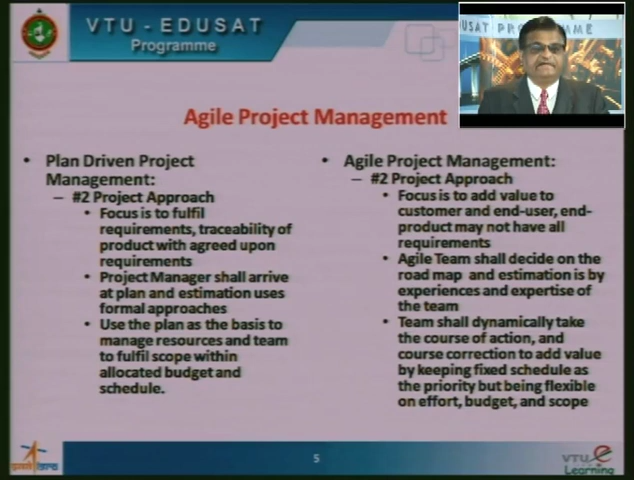 VTU - EDUSAT
Programme
USAT PR MME
Agile Project Management
• Plan Driven Project
Management:
– #2 Project Approach
• Focus is to fulfil
requirements, traceability of
product with agreed upon
requirements
• Project Manager shall arrive
at plan and estimation uses
formal approaches
• Use the plan as the basis to
manage resources and team
to fulfil scope within
allocated budget and
schedule.
• Agile Project Management:
– #2 Project Approach
• Focus is to add value to
customer and end-user, end-
product may not have all
requirements
• Agile Team shall decide on the
road map and estimation is by
experiences and expertise of
the team
• Team shall dynamically take
the course of action, and
course correction to add value
by keeping fixed schedule as
the priority but being flexible
on effort, budget, and scope
5
VTU e
Learning